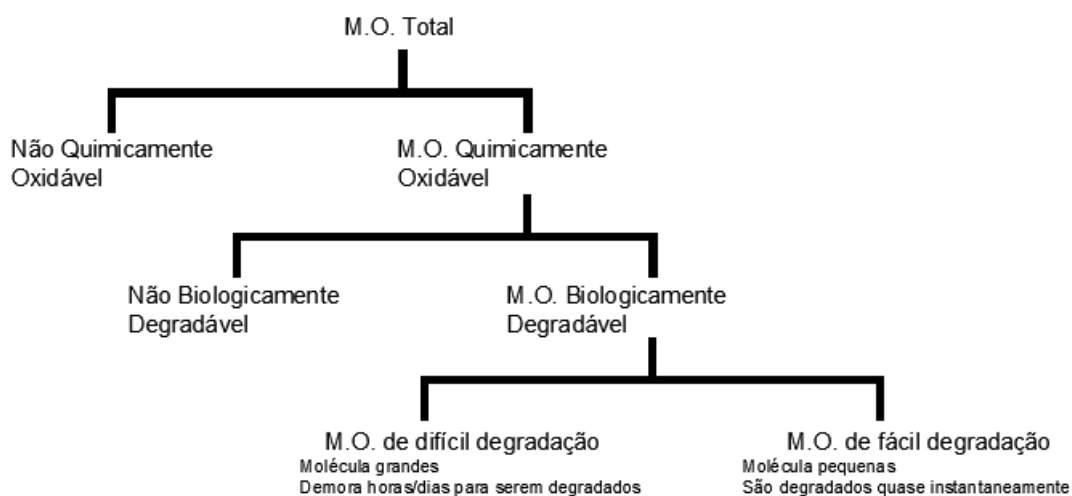 M.O. Total
Não Quimicamente
Oxidável
M.O. Quimicamente
Oxidável
Não Biologicamente
Degradável
M.O. Biologicamente
Degradável
M.O. de difícil degradação
Molécula grandes
Demora horas/dias para serem degradados
M.O. de fácil degradação
Molécula pequenas
São degradados quase instantaneamente